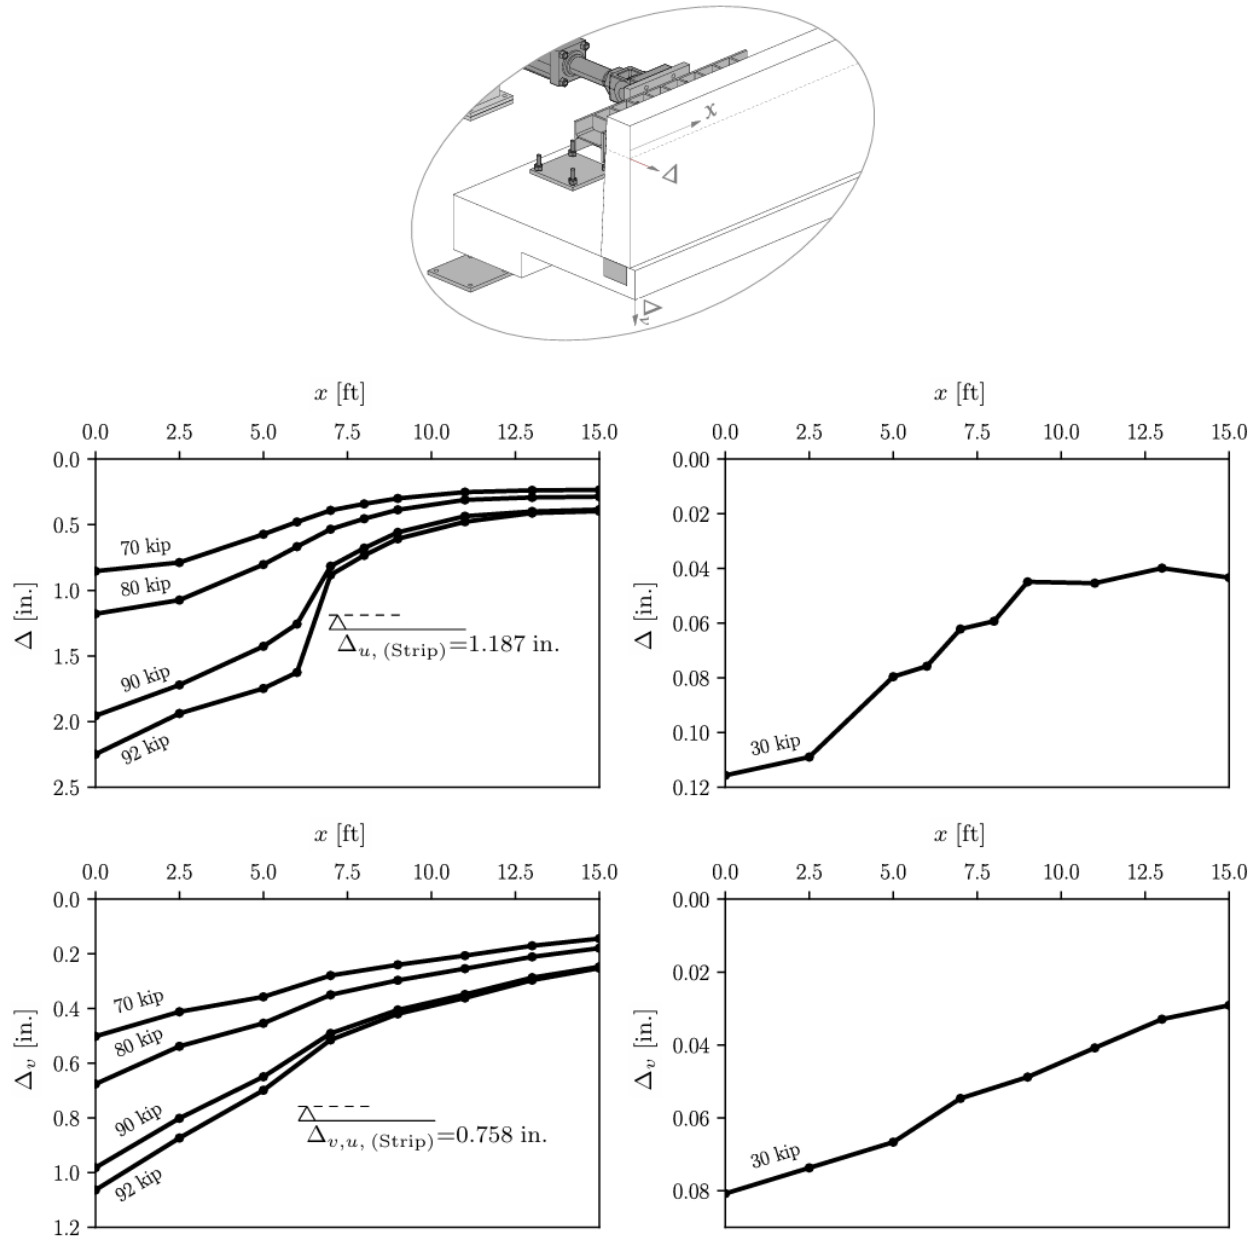 x
Δ
Δv
x [ft]
0.0 2.5 5.0 7.5 10.0 12.5 15.0
0.0
0.5
1.0
1.5
2.0
2.5
Δ [in.]
70 kip
80 kip
90 kip
92 kip
Δu, (Strip)=1.187 in.
x [ft]
0.0 2.5 5.0 7.5 10.0 12.5 15.0
0.00
0.02
0.04
0.06
0.08
0.10
0.12
Δ [in.]
30 kip
x [ft]
0.0 2.5 5.0 7.5 10.0 12.5 15.0
0.0
0.2
0.4
0.6
0.8
1.0
1.2
Δv [in.]
70 kip
80 kip
90 kip
92 kip
Δv,u, (Strip)=0.758 in.
x [ft]
0.0 2.5 5.0 7.5 10.0 12.5 15.0
0.00
0.02
0.04
0.06
0.08
Δv [in.]
30 kip